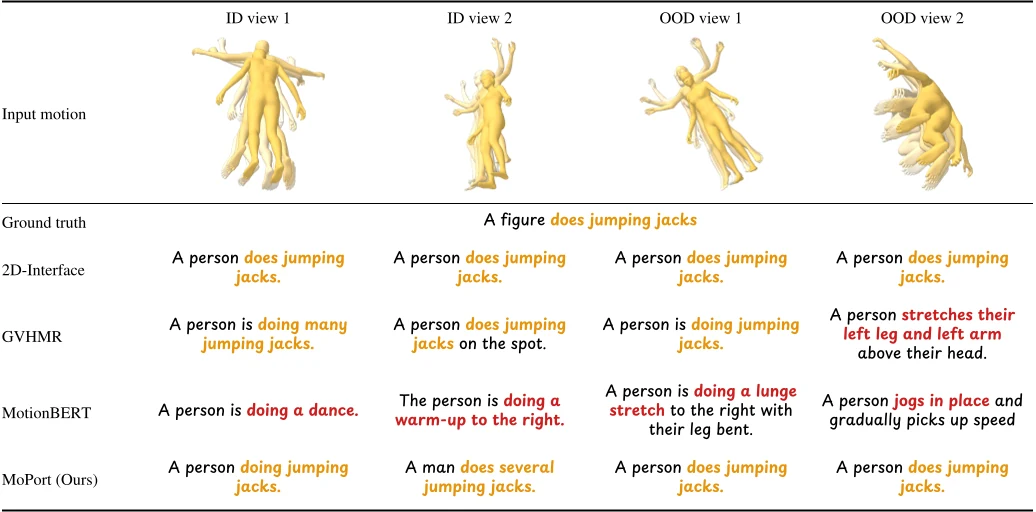 ID view 1 ID view 2 OOD view 1 OOD view 2
Input motion
Ground truth
A figure does jumping jacks
2D-Interface
A person does jumping
jacks.
A person does jumping
jacks.
A person does jumping
jacks.
A person does jumping
jacks.
GVHMR
A person is doing many
jumping jacks.
A person does jumping
jacks on the spot.
A person is doing jumping
jacks.
A person stretches their
left leg and left arm
above their head.
MotionBERT
A person is doing a dance.
The person is doing a
warm-up to the right.
A person is doing a lunge
stretch to the right with
their leg bent.
A person jogs in place and
gradually picks up speed
MoPort (Ours)
A person doing jumping
jacks.
A man does several
jumping jacks.
A person does jumping
jacks.
A person does jumping
jacks.